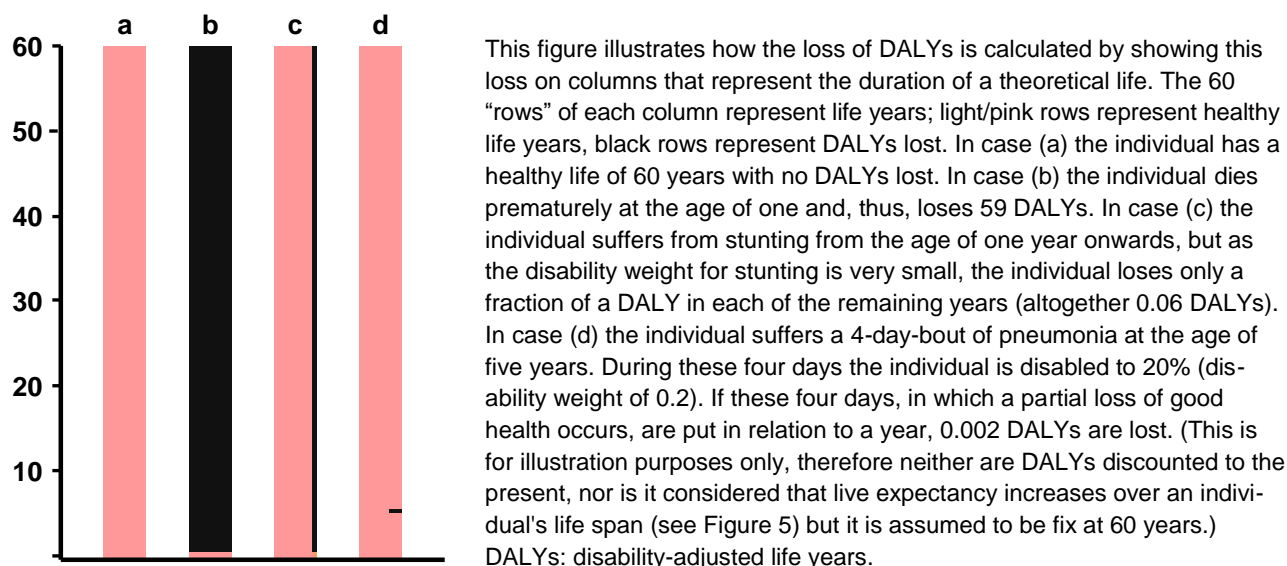 a b c d
60
50
40
30
20
10
This figure illustrates how the loss of DALYs is calculated by showing this
loss on columns that represent the duration of a theoretical life. The 60
“rows” of each column represent life years; light/pink rows represent healthy
life years, black rows represent DALYs lost. In case (a) the individual has a
healthy life of 60 years with no DALYs lost. In case (b) the individual dies
prematurely at the age of one and, thus, loses 59 DALYs. In case (c) the
individual suffers from stunting from the age of one year onwards, but as
the disability weight for stunting is very small, the individual loses only a
fraction of a DALY in each of the remaining years (altogether 0.06 DALYs).
In case (d) the individual suffers a 4-day-bout of pneumonia at the age of
five years. During these four days the individual is disabled to 20% (dis-
ability weight of 0.2). If these four days, in which a partial loss of good
health occurs, are put in relation to a year, 0.002 DALYs are lost. (This is
for illustration purposes only, therefore neither are DALYs discounted to the
present, nor is it considered that live expectancy increases over an indivi-
dual's life span (see Figure 5) but it is assumed to be fix at 60 years.)
DALYs: disability-adjusted life years.